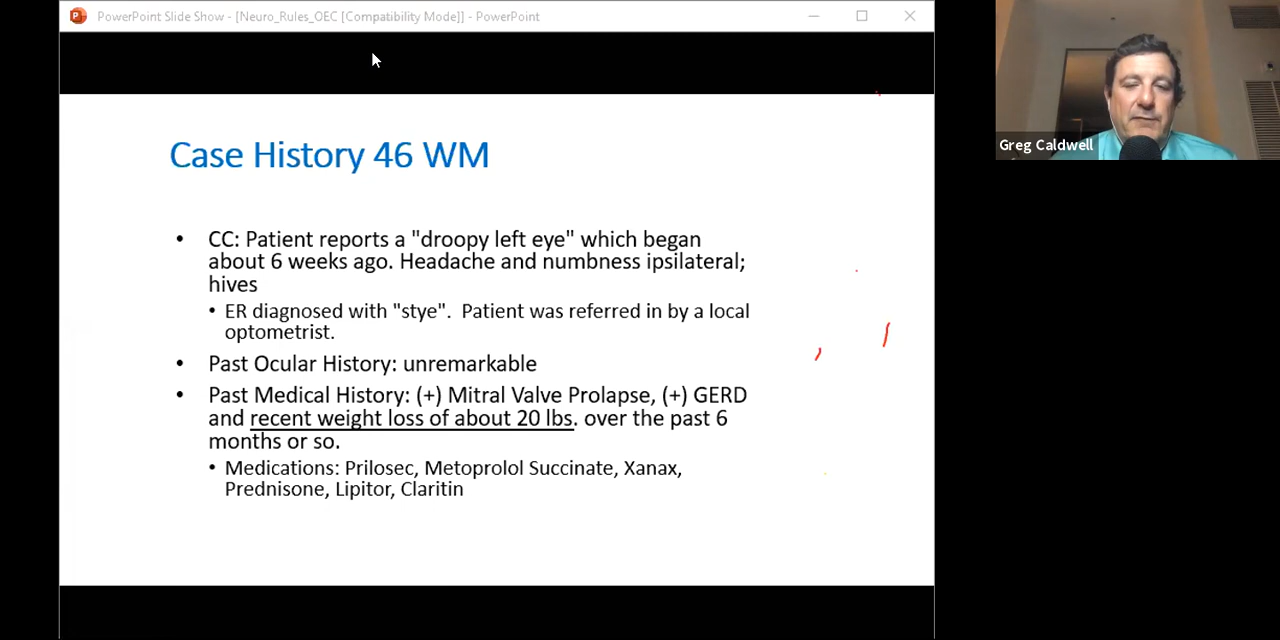 PowerPoint Slide Show - [Neuro_Rules_OEC [Compatibility Mode]] - PowerPoint
Case History 46 WM
• CC: Patient reports a "droopy left eye" which began
about 6 weeks ago. Headache and numbness ipsilateral;
hives
• ER diagnosed with "stye".  Patient was referred in by a local
optometrist.
• Past Ocular History: unremarkable
• Past Medical History: (+) Mitral Valve Prolapse, (+) GERD
and recent weight loss of about 20 lbs. over the past 6
months or so.
• Medications: Prilosec, Metoprolol Succinate, Xanax,
Prednisone, Lipitor, Claritin
Greg Caldwell